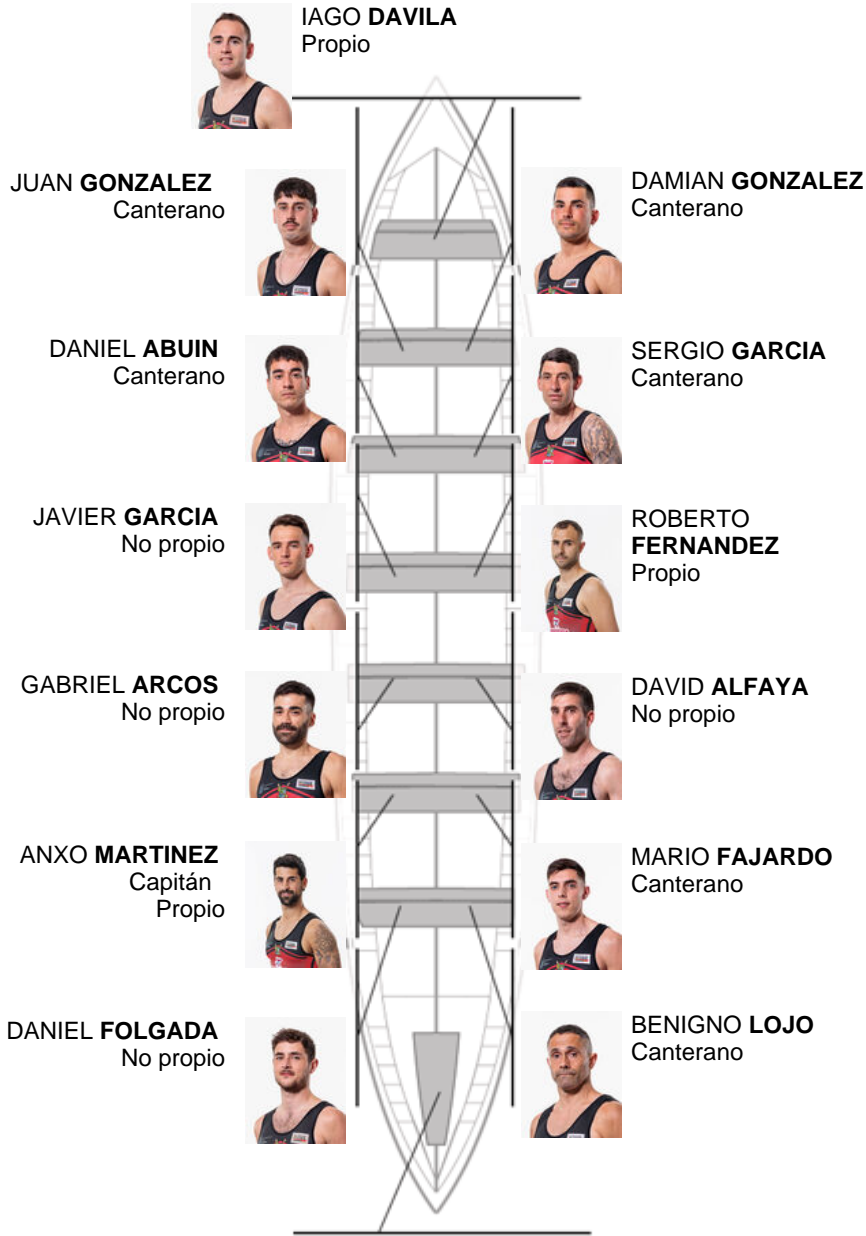 IAGO DAVILA
Propio
JUAN GONZALEZ
Canterano
DAMIAN GONZALEZ
Canterano
DANIEL ABUIN
Canterano
SERGIO GARCIA
Canterano
JAVIER GARCIA
No propio
ROBERTO
FERNANDEZ
Propio
GABRIEL ARCOS
No propio
DAVID ALFAYA
No propio
ANXO MARTINEZ
Capitán
Propio
MARIO FAJARDO
Canterano
DANIEL FOLGADA
No propio
BENIGNO LOJO
Canterano